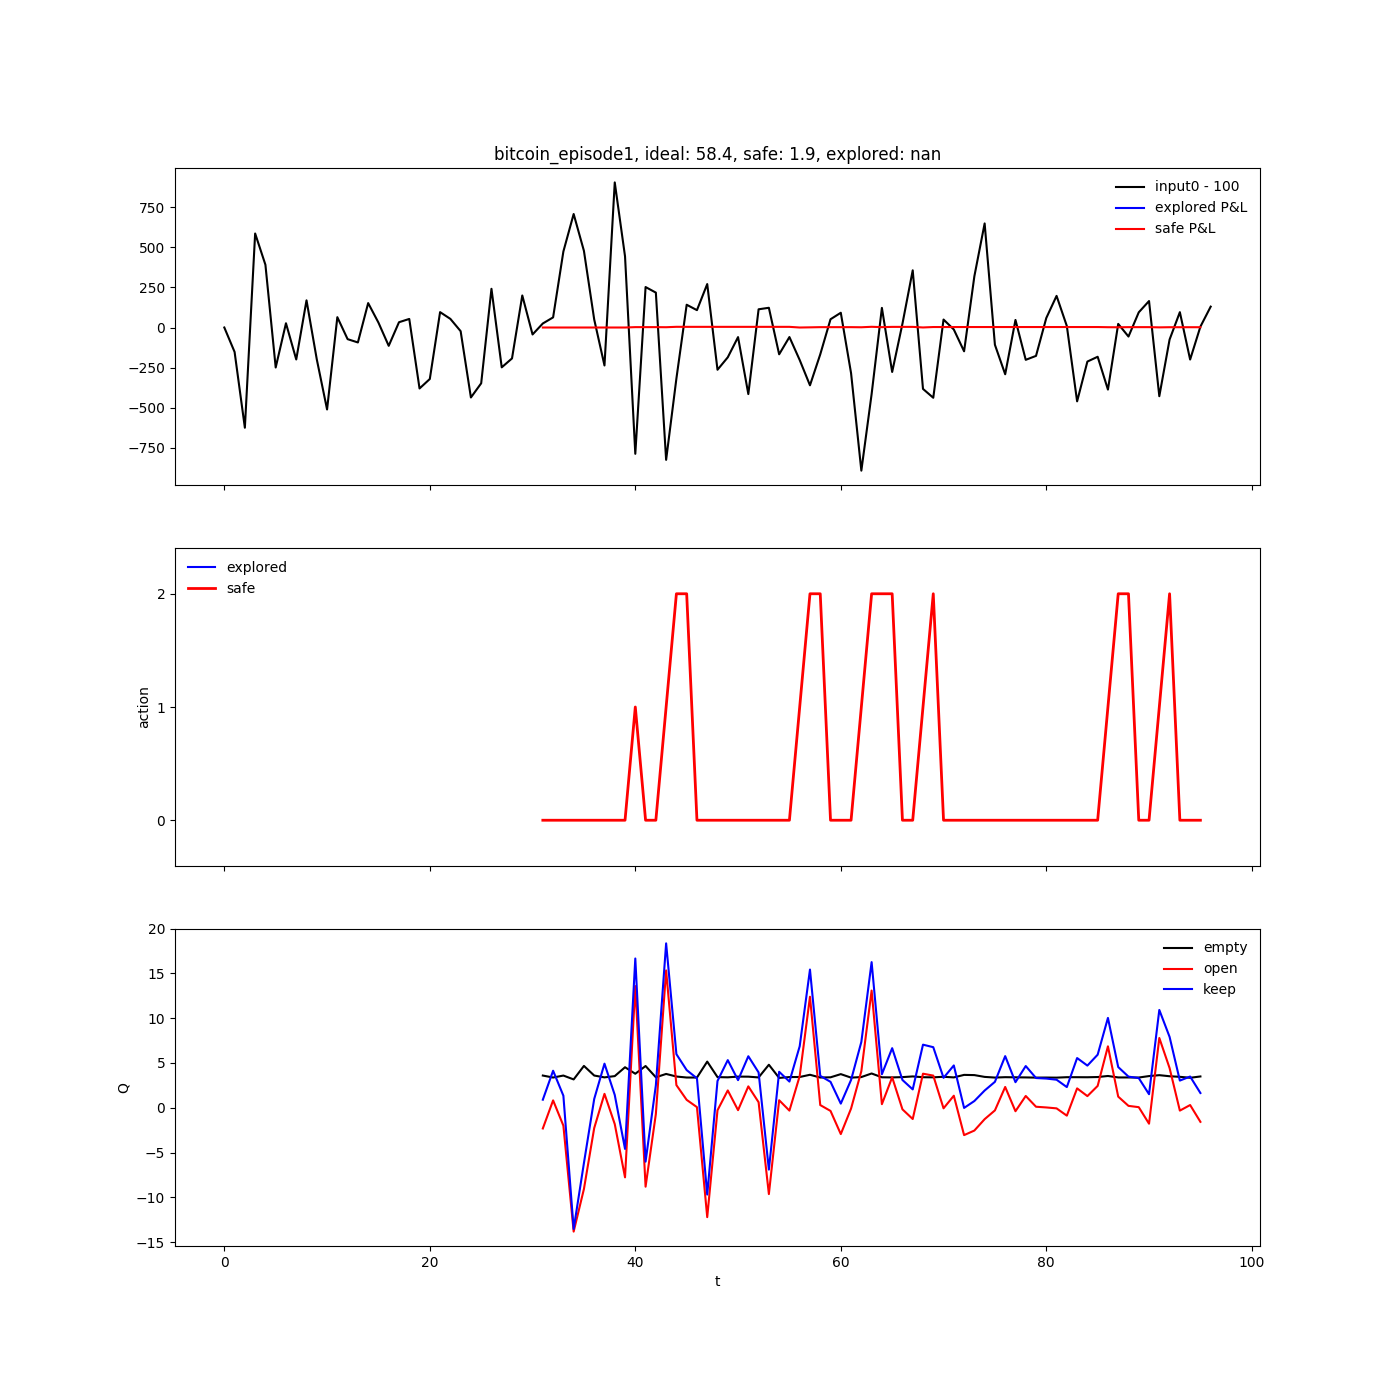 bitcoin_episode1, ideal: 58.4, safe: 1.9, explored: nan
input0 - 100
explored P&L
safe P&L
750
500
250
0
−250
−500
−750
explored
safe
2
1
0
action
empty
open
keep
20
15
10
5
0
−5
−10
−15
Q
0 20 40 60 80 100
t